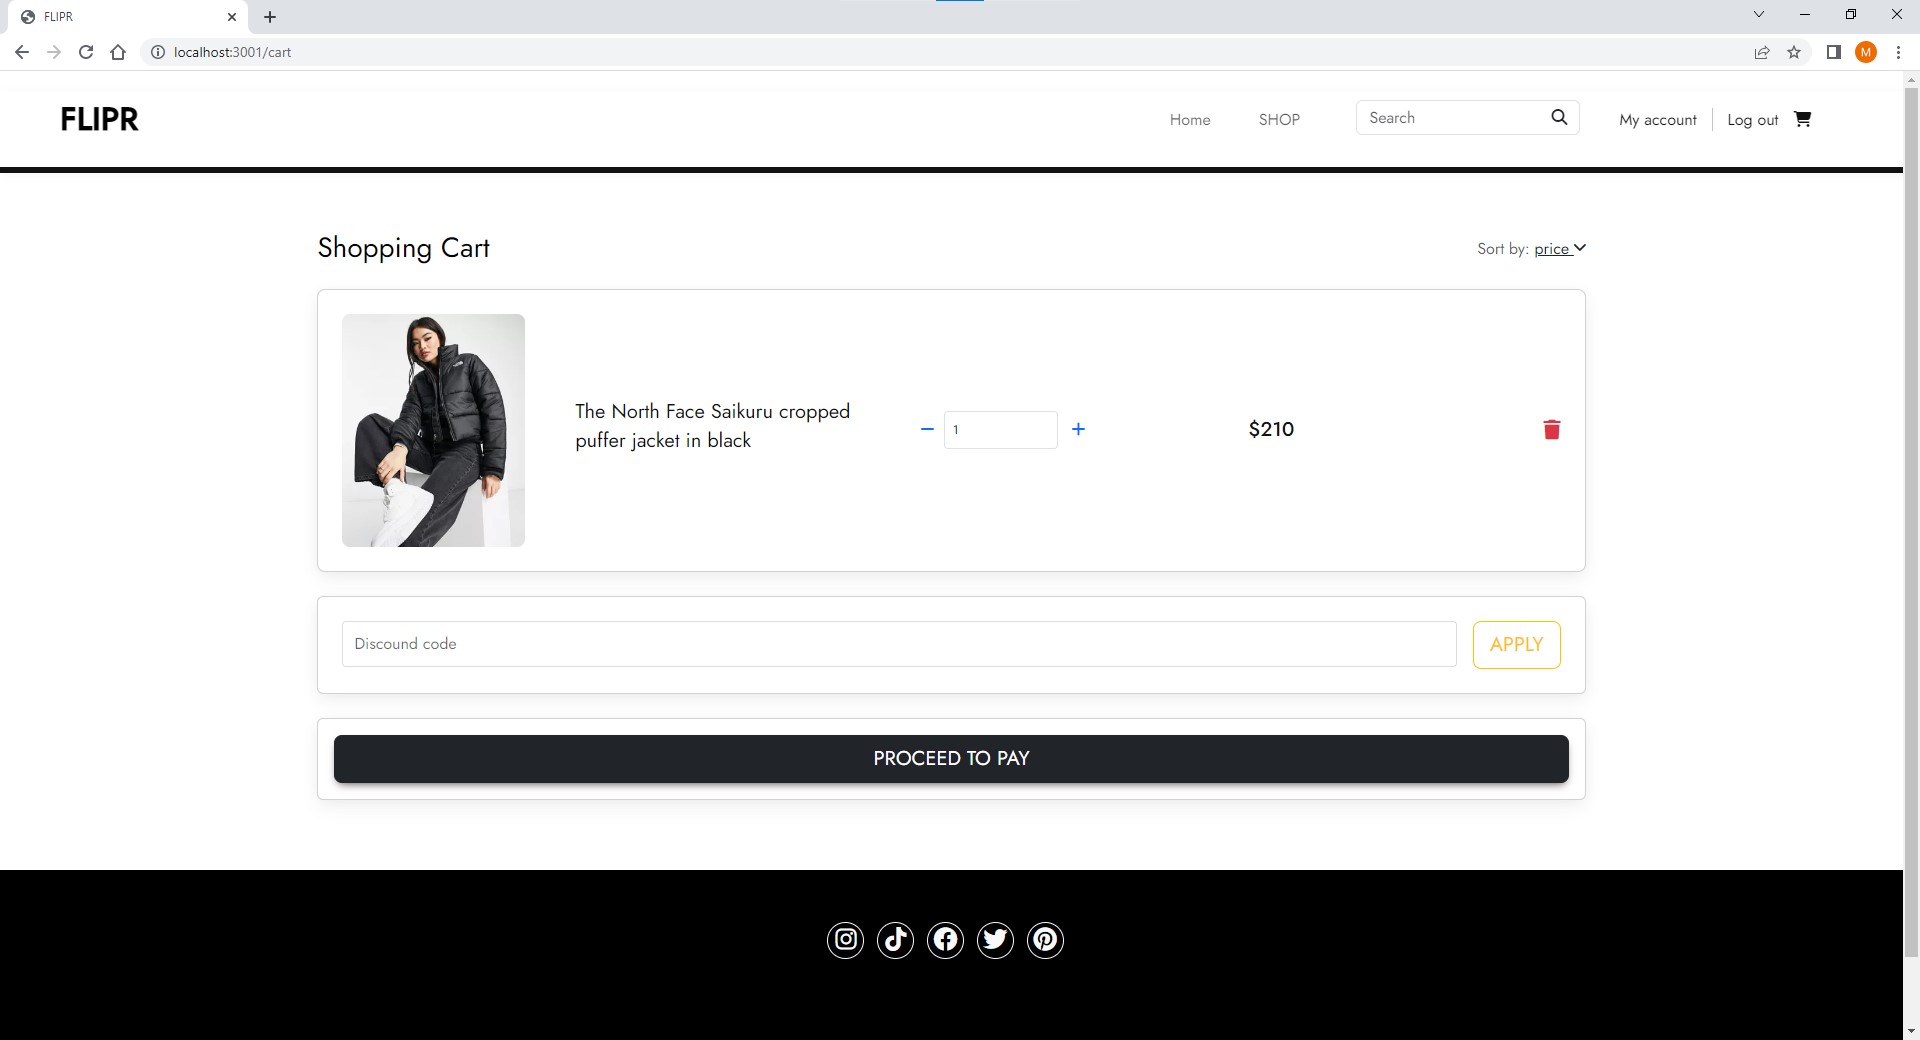 FLIPR
localhost:3001/cart
M
FLIPR
Home
SHOP
Search
My account
Log out
Shopping Cart
Sort by: price
The North Face Saikuru cropped
puffer jacket in black
1
$210
Discound code
APPLY
PROCEED TO PAY